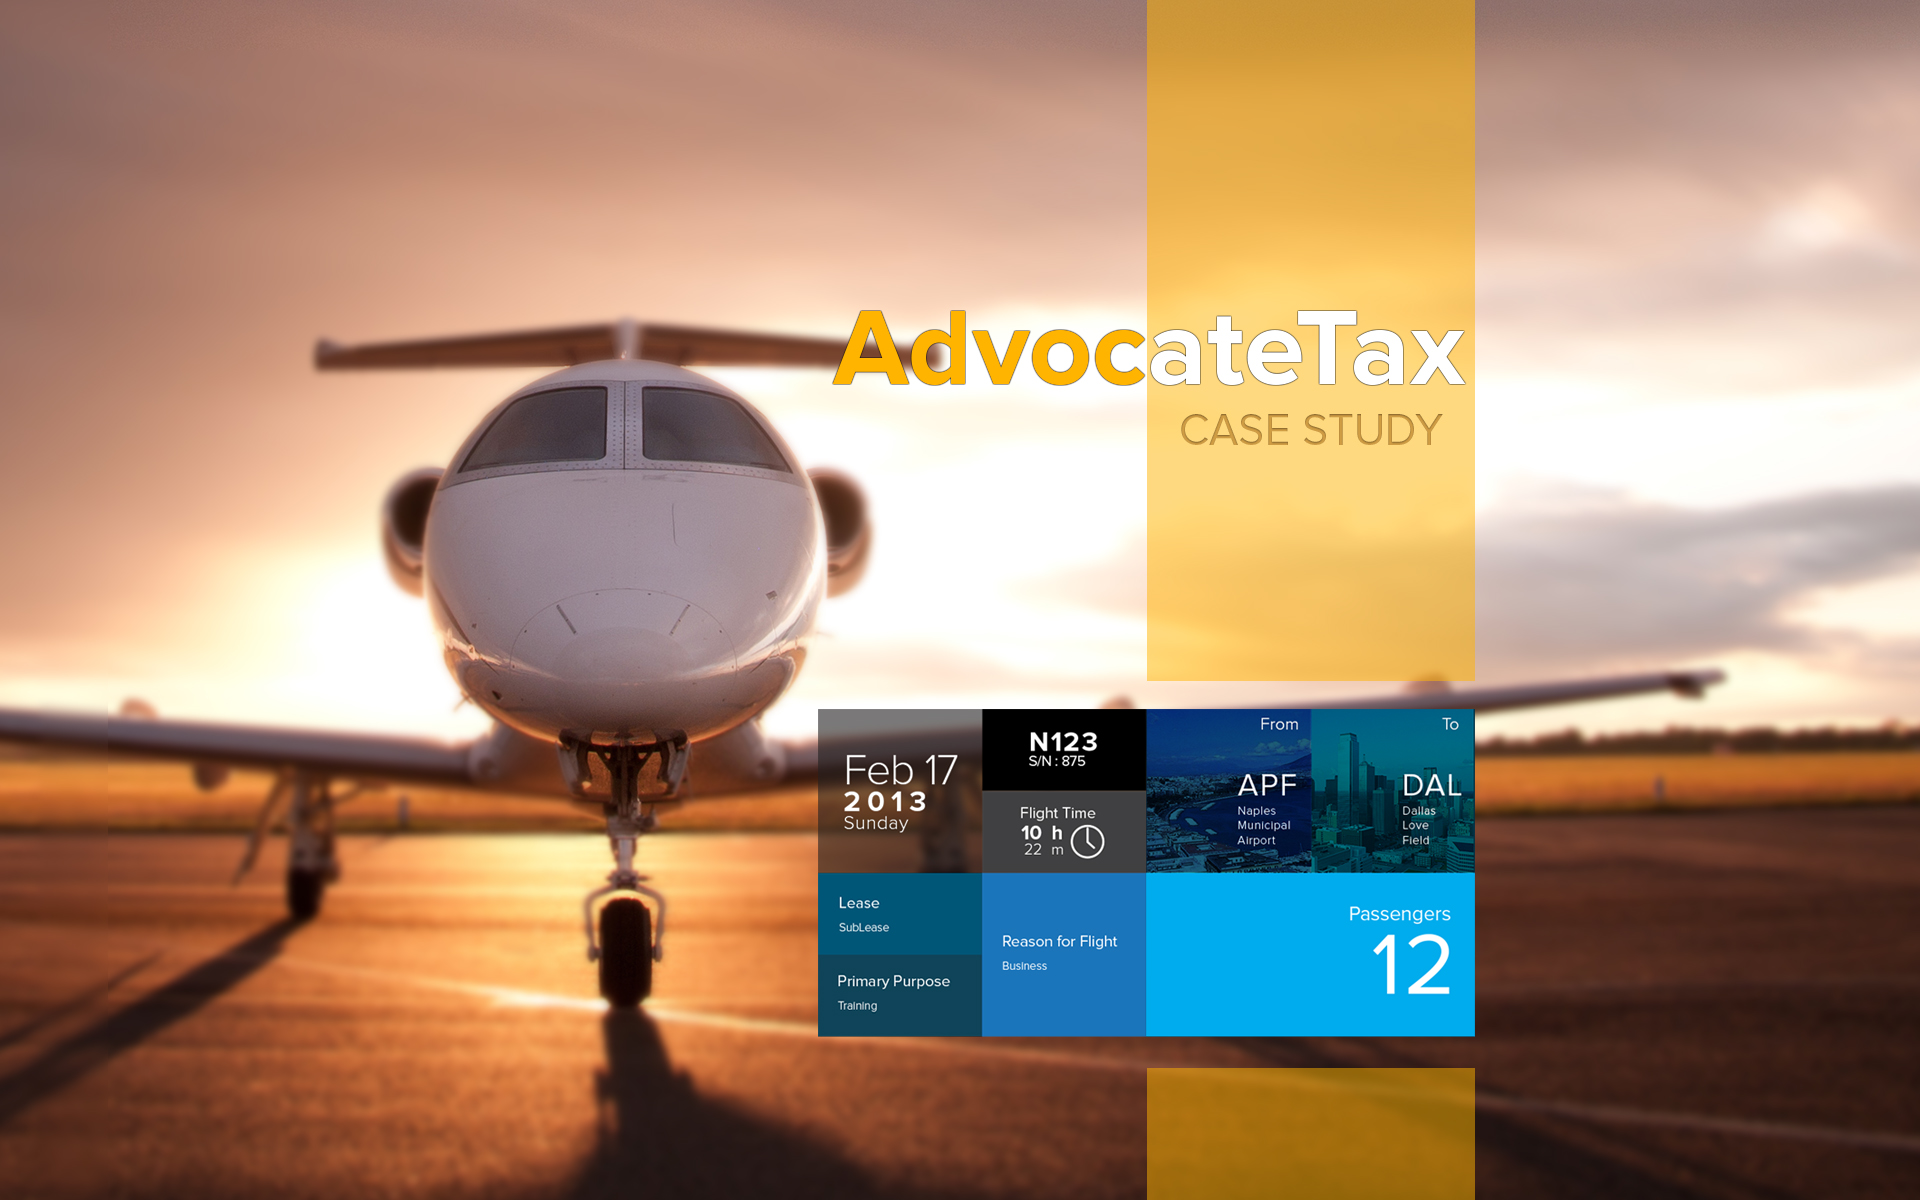 AdvocateTax
CASE STUDY
Feb 17
2013
Sunday
N123
S/N : 875
Flight Time
10 h
22 m
From
APF
Naples
Municipal
Airport
To
DAL
Dallas
Love
Field
Lease
SubLease
Primary Purpose
Training
Reason for Flight
Business
Passengers
12